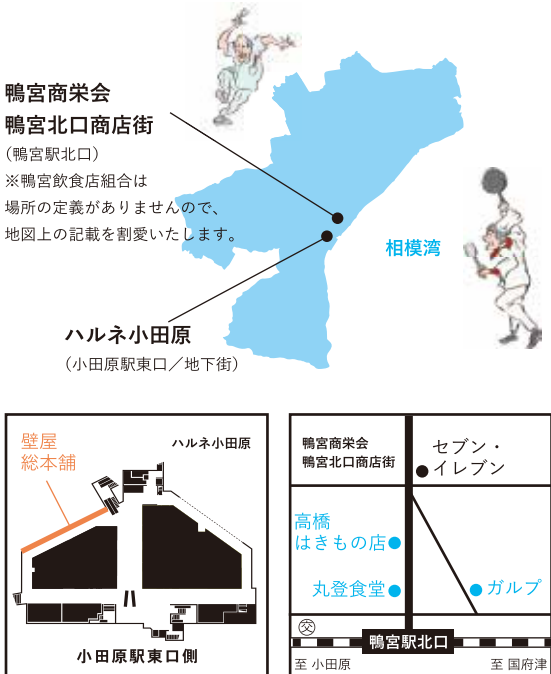 鴨宮商栄会
鴨宮北口商店街
（鴨宮駅北口）
※鴨宮飲食店組合は
場所の定義がありませんので、
地図上の記載を割愛いたします。
相模湾
ハルネ小田原
（小田原駅東口／地下街）
壁屋
総本舗
ハルネ小田原
小田原駅東口側
鴨宮商栄会
鴨宮北口商店街
セブン・
イレブン
高橋
はきもの店
丸登食堂
ガルプ
交
鴨宮駅北口
至 小田原
至 国府津